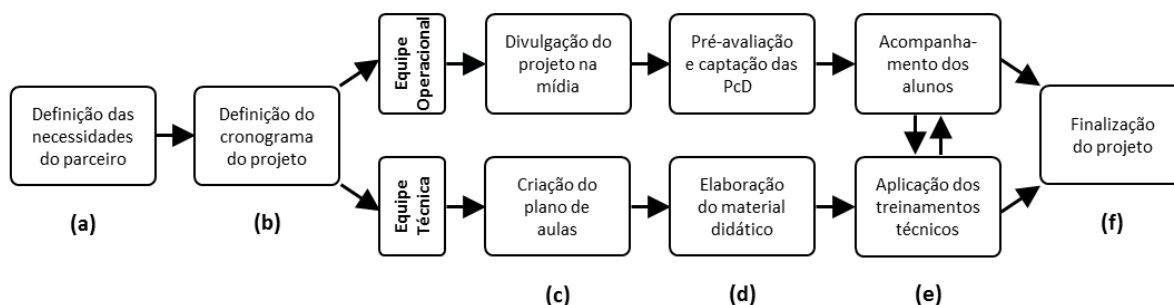 Definição das
necessidades
do parceiro
(a)
Definição do
cronograma
do projeto
(b)
Equipe
Operacional
Divulgação do
projeto na
mídia
Pré-avaliação
e captação das
PcD
Acompanha-
mento dos
alunos
Equipe
Técnica
Criação do
plano de
aulas
(c)
Elaboração
do material
didático
(d)
Aplicação dos
treinamentos
técnicos
(e)
Finalização
do projeto
(f)